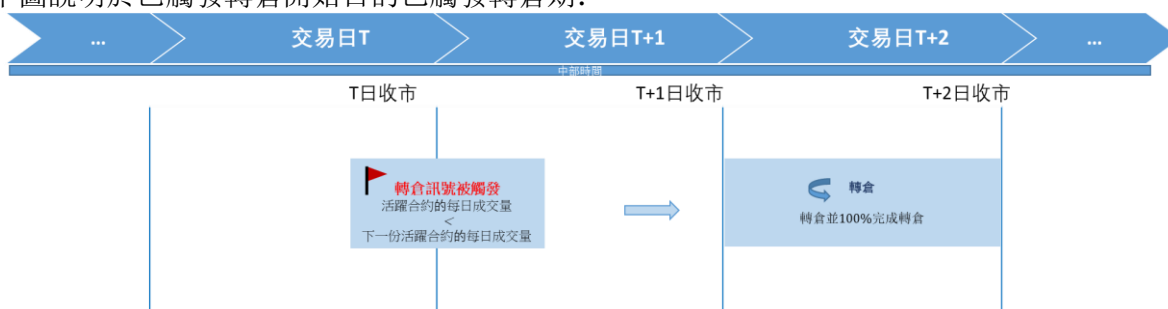 下圖說明於已觸發轉倉開始日的已觸發轉倉期：
... 交易日T 交易日T+1 交易日T+2 ...
中部時間
T日收市 T+1日收市 T+2日收市
轉倉訊號被觸發
活躍合約的每日成交量
<
下一份活躍合約的每日成交量
轉倉
轉倉並100%完成轉倉